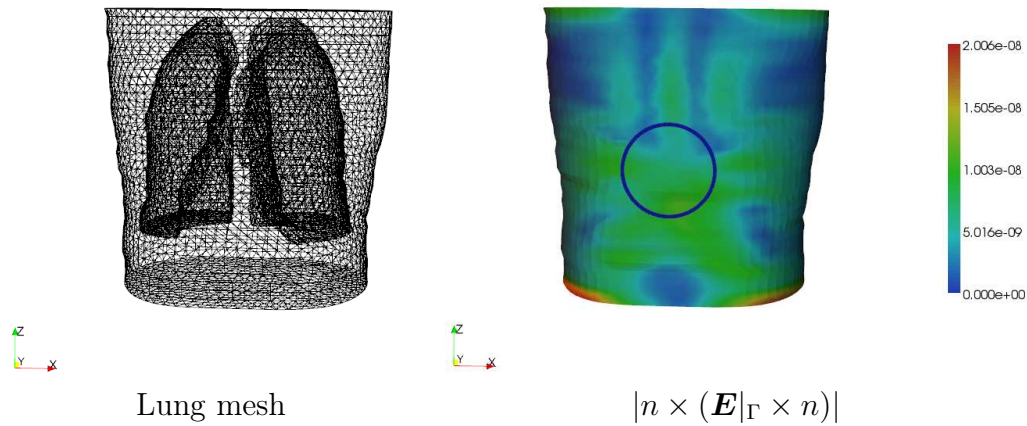 2.006e-08
1.505e-08
1.003e-08
5.016e-09
0.000e+00
Z
Y
X
Z
Y
X
Lung mesh
|n × (E|Γ × n)|